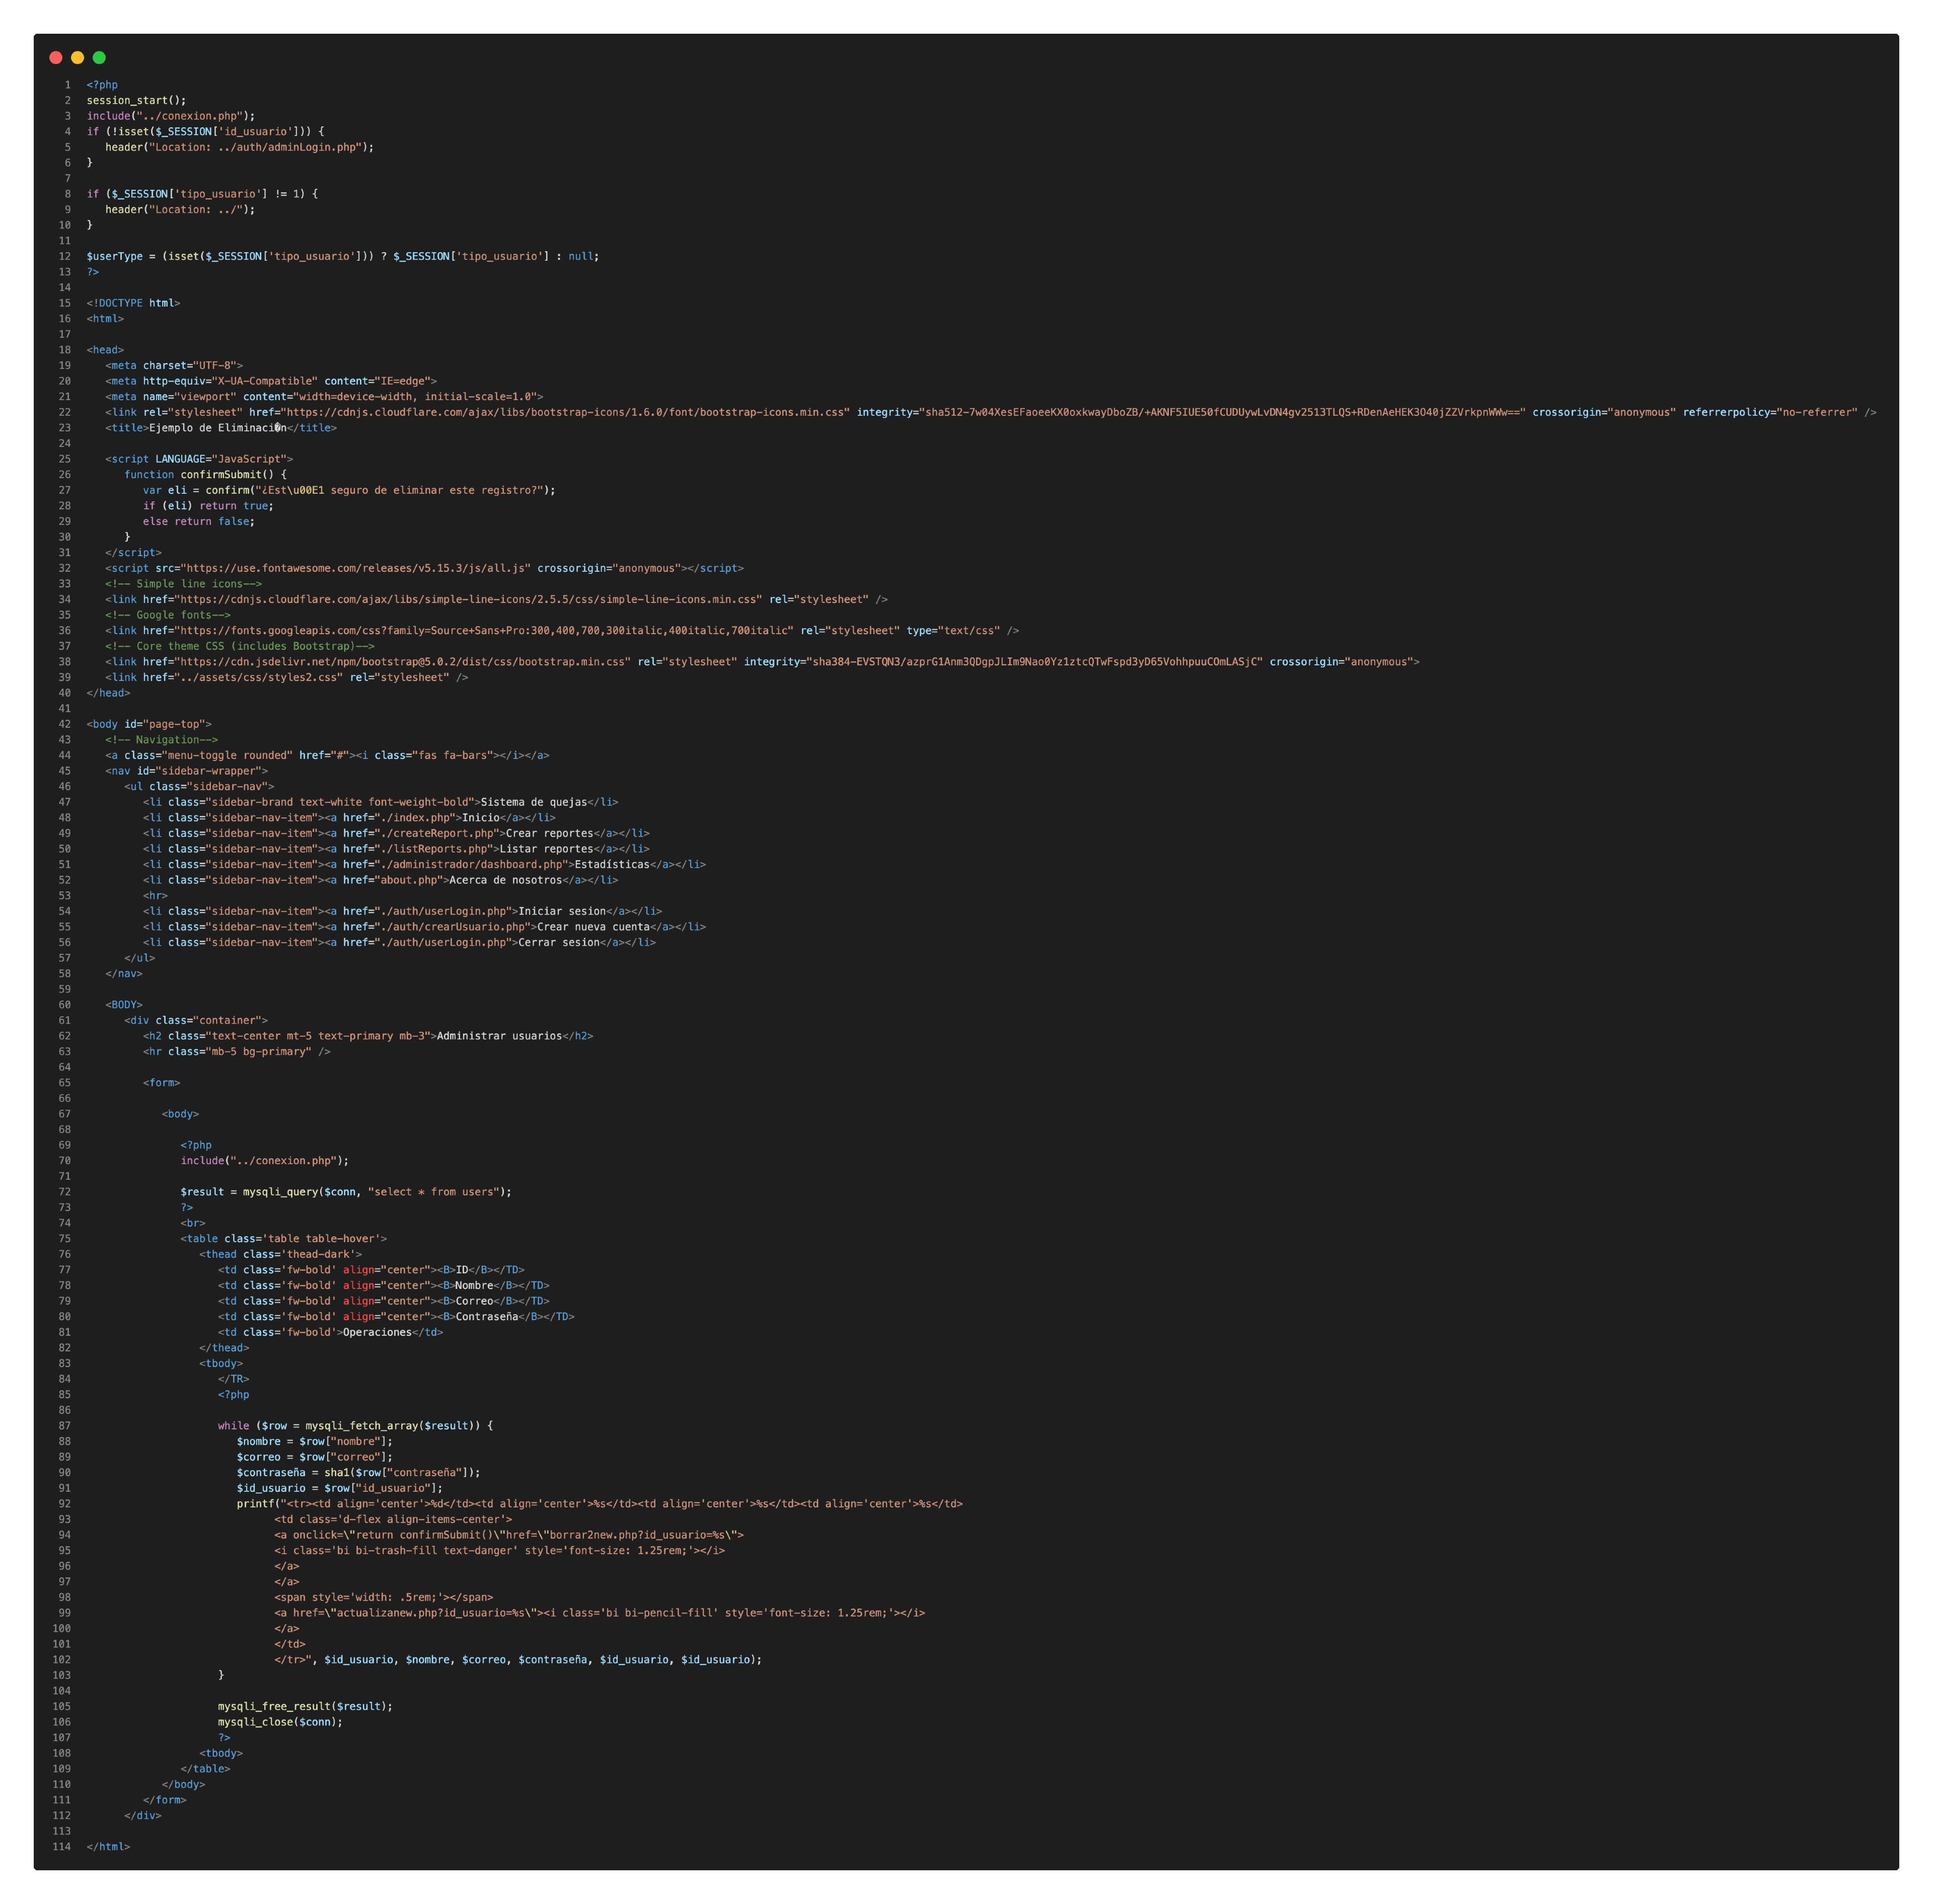 1 <?php
2 session_start();
3 include("../conexion.php");
4 if (!isset($_SESSION['id_usuario'])) {
5    header("Location: ../auth/adminLogin.php");
6 }
7
8 if ($_SESSION['tipo_usuario'] != 1) {
9    header("Location: ../");
10 }
11
12 $userType = (isset($_SESSION['tipo_usuario'])) ? $_SESSION['tipo_usuario'] : null;
13 ?>
14
15 <!DOCTYPE html>
16 <html>
17
18 <head>
19    <meta charset="UTF-8">
20    <meta http-equiv="X-UA-Compatible" content="IE=edge">
21    <meta name="viewport" content="width=device-width, initial-scale=1.0">
22    <link rel="stylesheet" href="https://cdnjs.cloudflare.com/ajax/libs/bootstrap-icons/1.6.0/font/bootstrap-icons.min.css" integrity="sha512-7w04XesEFaoeeKX0oxkwayDboZB/+AKNF5IUE50fCUDUywLvDN4gv2513TLQS+RDenAeHEK3O40jZZVrkpnWWw==" crossorigin="anonymous" referrerpolicy="no-referrer" />
23    <title>Ejemplo de Eliminaci�n</title>
24
25    <script LANGUAGE="JavaScript">
26       function confirmSubmit() {
27          var eli = confirm("¿Est\u00E1 seguro de eliminar este registro?");
28          if (eli) return true;
29          else return false;
30       }
31    </script>
32    <script src="https://use.fontawesome.com/releases/v5.15.3/js/all.js" crossorigin="anonymous"></script>
33    <!-- Simple line icons-->
34    <link href="https://cdnjs.cloudflare.com/ajax/libs/simple-line-icons/2.5.5/css/simple-line-icons.min.css" rel="stylesheet" />
35    <!-- Google fonts-->
36    <link href="https://fonts.googleapis.com/css?family=Source+Sans+Pro:300,400,700,300italic,400italic,700italic" rel="stylesheet" type="text/css" />
37    <!-- Core theme CSS (includes Bootstrap)-->
38    <link href="https://cdn.jsdelivr.net/npm/bootstrap@5.0.2/dist/css/bootstrap.min.css" rel="stylesheet" integrity="sha384-EVSTQN3/azprG1Anm3QDgpJLIm9Nao0Yz1ztcQTwFspd3yD65VohhpuuCOmLASjC" crossorigin="anonymous">
39    <link href="../assets/css/styles2.css" rel="stylesheet" />
40 </head>
41
42 <body id="page-top">
43    <!-- Navigation-->
44    <a class="menu-toggle rounded" href="#"><i class="fas fa-bars"></i></a>
45    <nav id="sidebar-wrapper">
46       <ul class="sidebar-nav">
47          <li class="sidebar-brand text-white font-weight-bold">Sistema de quejas</li>
48          <li class="sidebar-nav-item"><a href="./index.php">Inicio</a></li>
49          <li class="sidebar-nav-item"><a href="./createReport.php">Crear reportes</a></li>
50          <li class="sidebar-nav-item"><a href="./listReports.php">Listar reportes</a></li>
51          <li class="sidebar-nav-item"><a href="./administrador/dashboard.php">Estadísticas</a></li>
52          <li class="sidebar-nav-item"><a href="about.php">Acerca de nosotros</a></li>
53          <hr>
54          <li class="sidebar-nav-item"><a href="./auth/userLogin.php">Iniciar sesion</a></li>
55          <li class="sidebar-nav-item"><a href="./auth/crearUsuario.php">Crear nueva cuenta</a></li>
56          <li class="sidebar-nav-item"><a href="./auth/userLogin.php">Cerrar sesion</a></li>
57       </ul>
58    </nav>
59
60    <BODY>
61       <div class="container">
62          <h2 class="text-center mt-5 text-primary mb-3">Administrar usuarios</h2>
63          <hr class="mb-5 bg-primary" />
64
65          <form>
66
67             <body>
68
69                <?php
70                include("../conexion.php");
71
72                $result = mysqli_query($conn, "select * from users");
73                ?>
74                <br>
75                <table class='table table-hover'>
76                   <thead class='thead-dark'>
77                      <td class='fw-bold' align="center"><B>ID</B></TD>
78                      <td class='fw-bold' align="center"><B>Nombre</B></TD>
79                      <td class='fw-bold' align="center"><B>Correo</B></TD>
80                      <td class='fw-bold' align="center"><B>Contraseña</B></TD>
81                      <td class='fw-bold'>Operaciones</td>
82                   </thead>
83                   <tbody>
84                      </TR>
85                      <?php
86
87                      while ($row = mysqli_fetch_array($result)) {
88                         $nombre = $row["nombre"];
89                         $correo = $row["correo"];
90                         $contraseña = sha1($row["contraseña"]);
91                         $id_usuario = $row["id_usuario"];
92                         printf("<tr><td align='center'>%d</td><td align='center'>%s</td><td align='center'>%s</td><td align='center'>%s</td>
93                               <td class='d-flex align-items-center'>
94                               <a onclick=\"return confirmSubmit()\"href=\"borrar2new.php?id_usuario=%s\">
95                               <i class='bi bi-trash-fill text-danger' style='font-size: 1.25rem;'></i>
96                               </a>
97                               </a>
98                               <span style='width: .5rem;'></span>
99                               <a href=\"actualizanew.php?id_usuario=%s\"><i class='bi bi-pencil-fill' style='font-size: 1.25rem;'></i>
100                               </a>
101                               </td>
102                               </tr>", $id_usuario, $nombre, $correo, $contraseña, $id_usuario, $id_usuario);
103                      }
104
105                      mysqli_free_result($result);
106                      mysqli_close($conn);
107                      ?>
108                   <tbody>
109                </table>
110             </body>
111          </form>
112       </div>
113
114 </html>